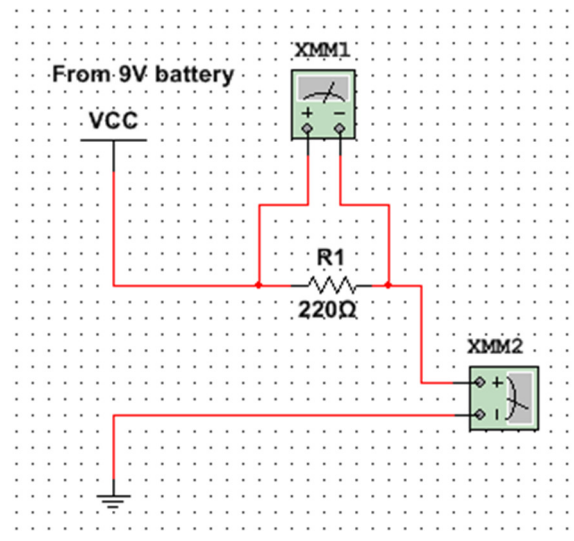 XMM1
From 9V battery
VCC
+ −
R1
220Ω
XMM2
+
−